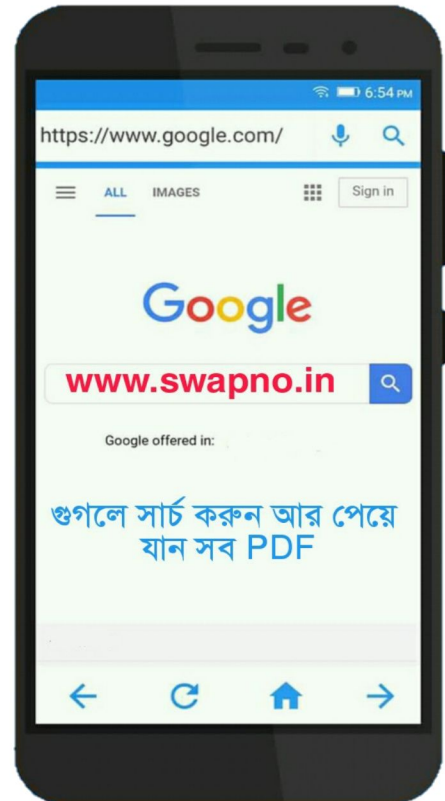 6:54 PM
https://www.google.com/
ALL IMAGES Sign in
Google
www.swapno.in
Google offered in:
গুগলে সার্চ করুন আর পেয়ে
যান সব PDF